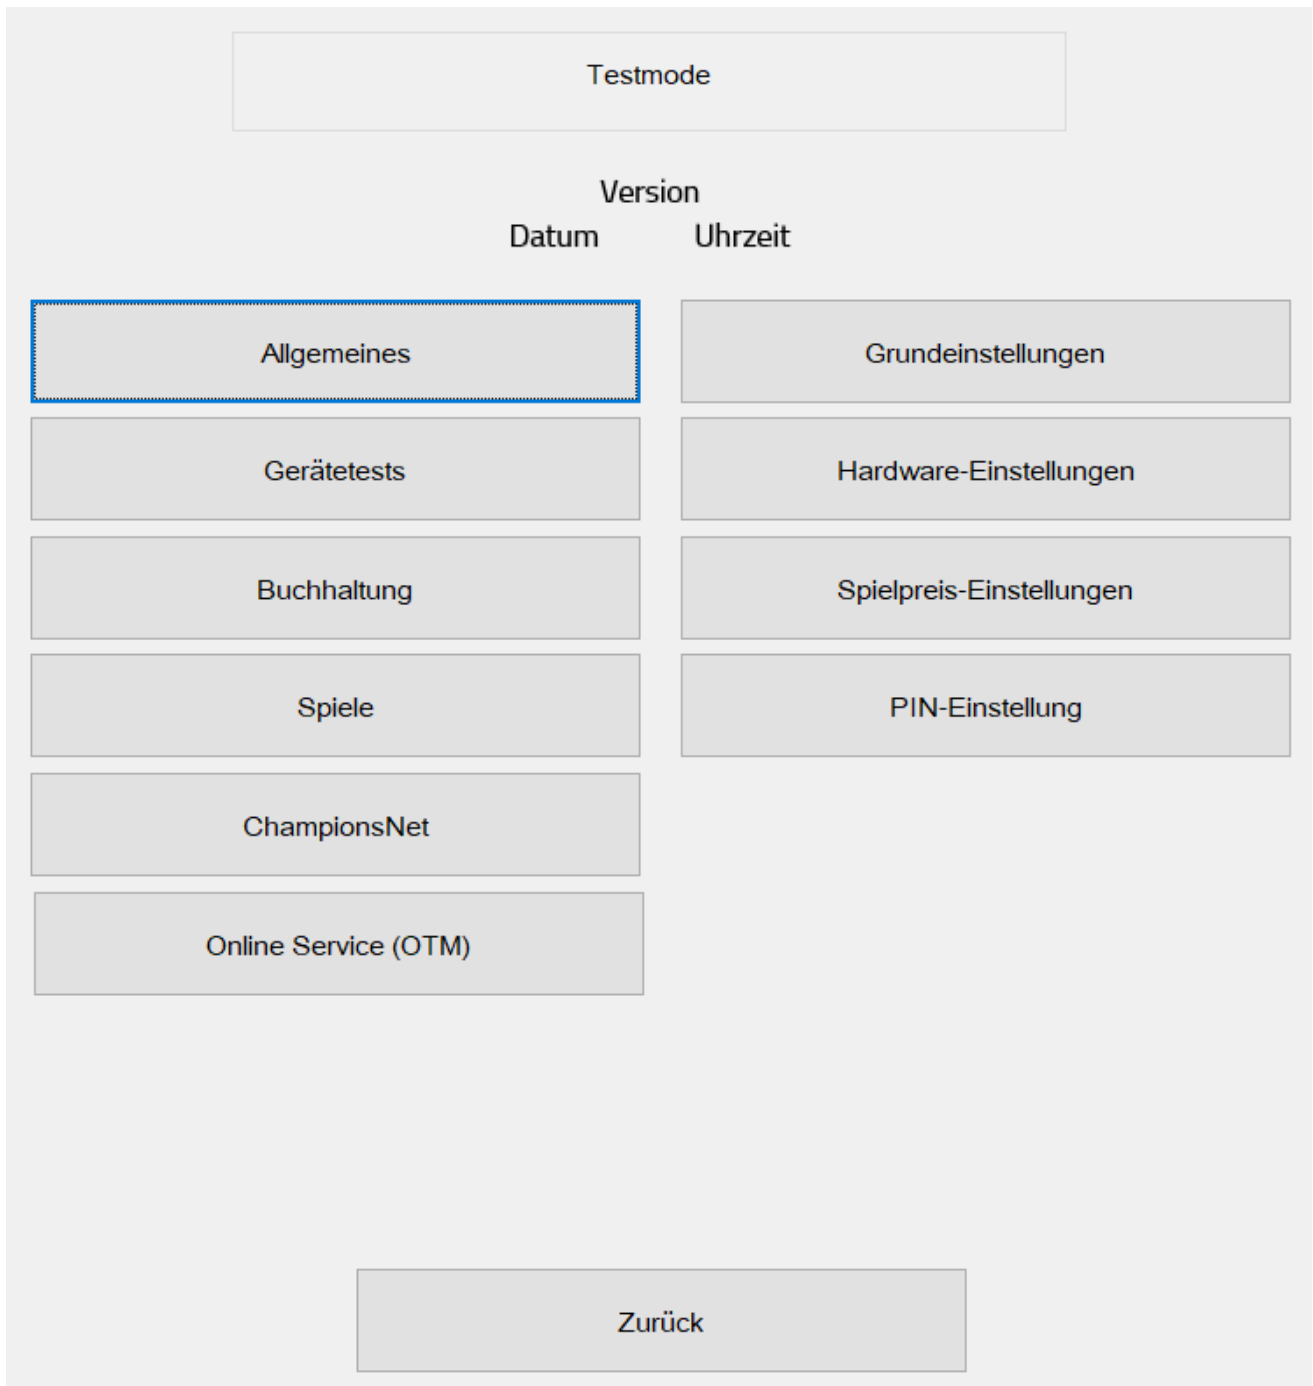 Testmode
Version
Datum Uhrzeit
Allgemeines
Grundeinstellungen
Gerätetests
Hardware-Einstellungen
Buchhaltung
Spielpreis-Einstellungen
Spiele
PIN-Einstellung
ChampionsNet
Online Service (OTM)
Zurück